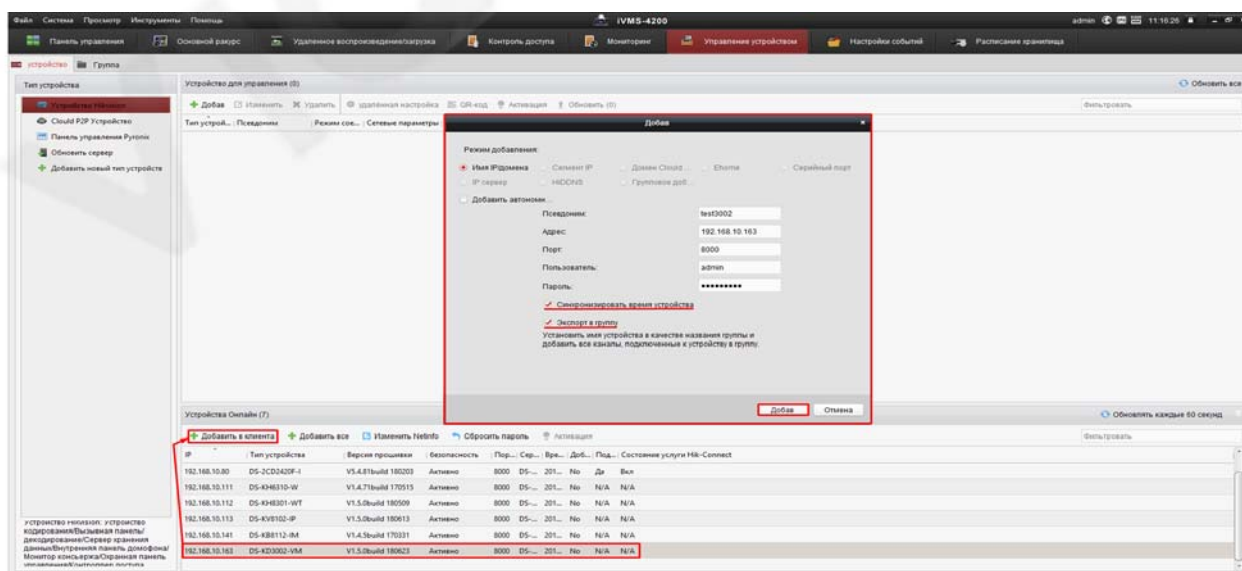 Файл Система Просмотр Инструменты Помощь iVMS-4200 admin 11:16:26
Панель управления Основной ракурс Удаленное воспроизведение/загрузка Контроль доступа Мониторинг Управление устройством Настройки событий Расписание хранилища
устройство Группа
Тип устройства
Устройство Hikvision
Clould P2P Устройство
Панель управления Pyronix
Обновить сервер
Добавить новый тип устройств
Устройство для управления (0) Обновить все
Добав Изменить Удалить удалённая настройка QR-код Активация Обновить (0) Фильтровать
Тип устрой... Псевдоним Режим сое... Сетевые параметры
Добав
Режим добавления:
Имя IP/домена Сегмент IP Домен Clould ... Ehome Серийный порт
IP сервер HiDDNS Групповое доб...
Добавить автономн...
Псевдоним: test3002
Адрес: 192.168.10.163
Порт: 8000
Пользователь: admin
Пароль: •••••••••
Синхронизировать время устройства
Экспорт в группу
Установить имя устройства в качестве названия группы и
добавить все каналы, подключенные к устройству в группу.
Добав Отмена
Устройства Онлайн (7) Обновлять каждые 60 секунд
Добавить в клиента Добавить все Изменить Netinfo Сбросить пароль Активация Фильтровать
IP Тип устройства Версия прошивки безопасность Пор... Сер... Вре... Доб... Под... Состояние услуги Hik-Connect
192.168.10.80 DS-2CD2420F-I V5.4.81build 180203 Активно 8000 DS-... 201... No Да Вкл
192.168.10.111 DS-KH6310-W V1.4.71build 170515 Активно 8000 DS-... 201... No N/A N/A
192.168.10.112 DS-KH8301-WT V1.5.0build 180509 Активно 8000 DS-... 201... No N/A N/A
192.168.10.113 DS-KV8102-IP V1.5.0build 180613 Активно 8000 DS-... 201... No N/A N/A
192.168.10.141 DS-KB8112-IM V1.4.5build 170331 Активно 8000 DS-... 201... No N/A N/A
192.168.10.163 DS-KD3002-VM V1.5.0build 180623 Активно 8000 DS-... 201... No N/A N/A
Устройство Hikvision: Устройство
кодирования/Вызывная панель/
декодирование/Сервер хранения
данных/Внутренняя панель домофона/
Монитор консьержа/Охранная панель
управления/Контроллер доступа